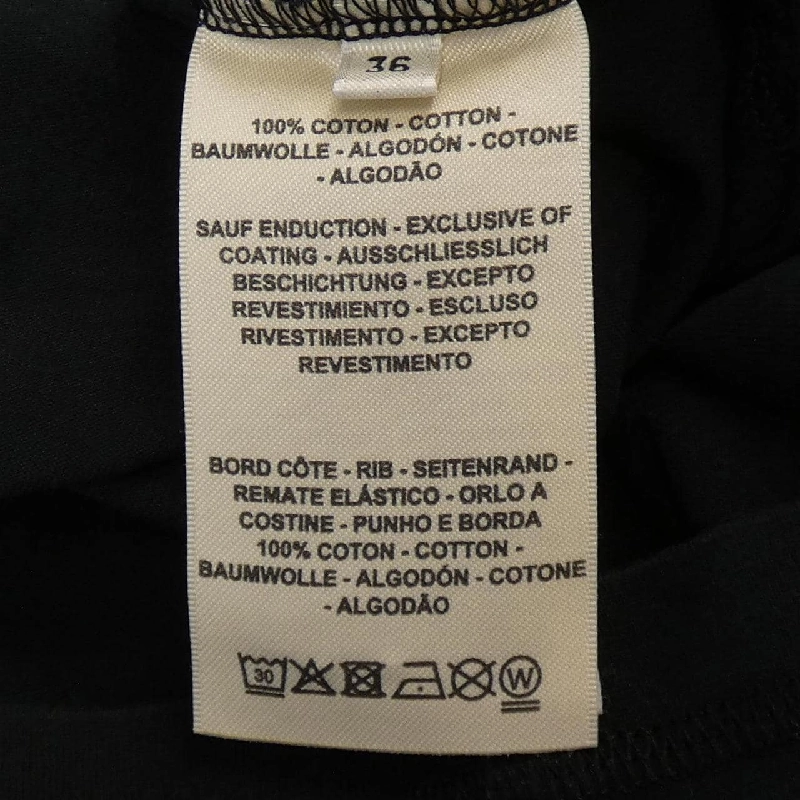 36
100% COTON - COTTON -
BAUMWOLLE - ALGODÓN - COTONE
- ALGODÃO
SAUF ENDUCTION - EXCLUSIVE OF
COATING - AUSSCHLIESSLICH
BESCHICHTUNG - EXCEPTO
REVESTIMIENTO - ESCLUSO
RIVESTIMENTO - EXCEPTO
REVESTIMENTO
BORD CÔTE - RIB - SEITENRAND -
REMATE ELÁSTICO - ORLO A
COSTINE - PUNHO E BORDA
100% COTON - COTTON -
BAUMWOLLE - ALGODÓN - COTONE
- ALGODÃO
30 W